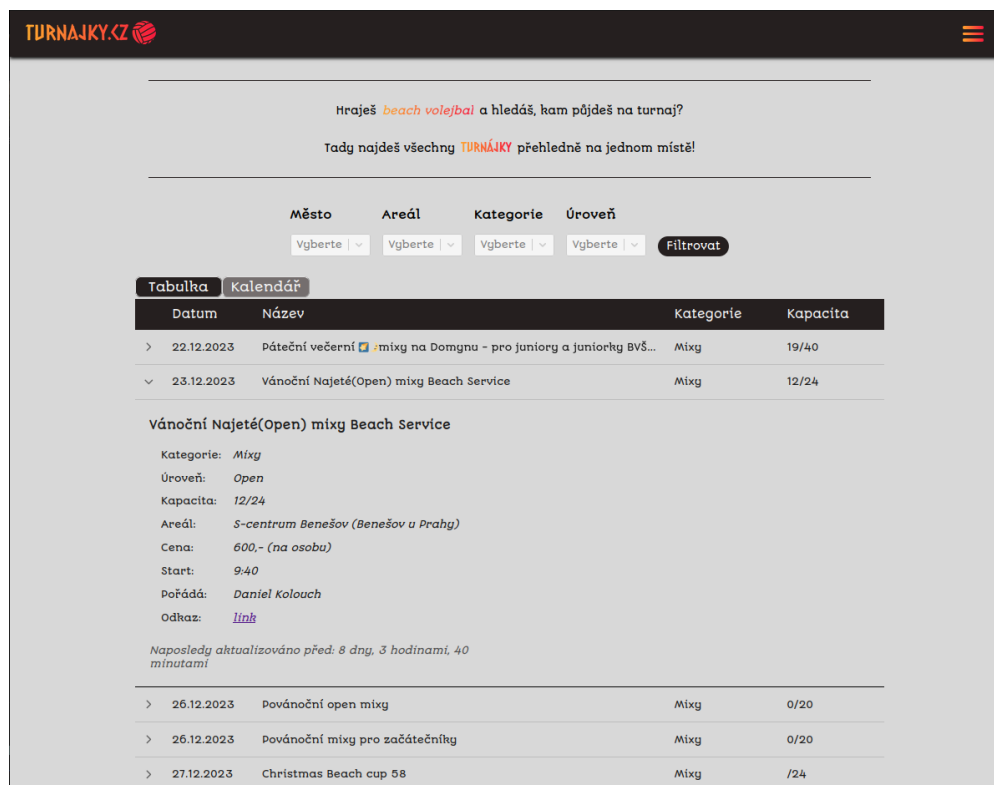 TURNAJKY.CZ
Hraješ beach volejbal a hledáš, kam půjdeš na turnaj?
Tady najdeš všechny TURNÁJKY přehledně na jednom místě!
Město Areál Kategorie Úroveň
Vyberte Vyberte Vyberte Vyberte Filtrovat
Tabulka Kalendář
Datum Název Kategorie Kapacita
22.12.2023 Páteční večerní mixy na Domynu - pro juniory a juniorky BVŠ... Mixy 19/40
23.12.2023 Vánoční Najeté(Open) mixy Beach Service Mixy 12/24
Vánoční Najeté(Open) mixy Beach Service
Kategorie: Mixy
Úroveň: Open
Kapacita: 12/24
Areál: S-centrum Benešov (Benešov u Prahy)
Cena: 600,- (na osobu)
Start: 9:40
Pořádá: Daniel Kolouch
Odkaz: link
Naposledy aktualizováno před: 8 dny, 3 hodinami, 40
minutami
26.12.2023 Povánoční open mixy Mixy 0/20
26.12.2023 Povánoční mixy pro začátečníky Mixy 0/20
27.12.2023 Christmas Beach cup 58 Mixy /24